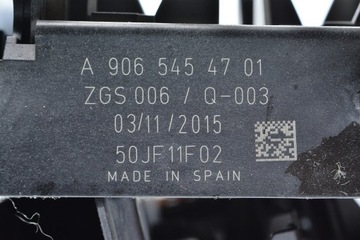 A 906 545 47 01
ZGS 006 / Q-003
03/11/2015
50JF11F02
MADE IN SPAIN